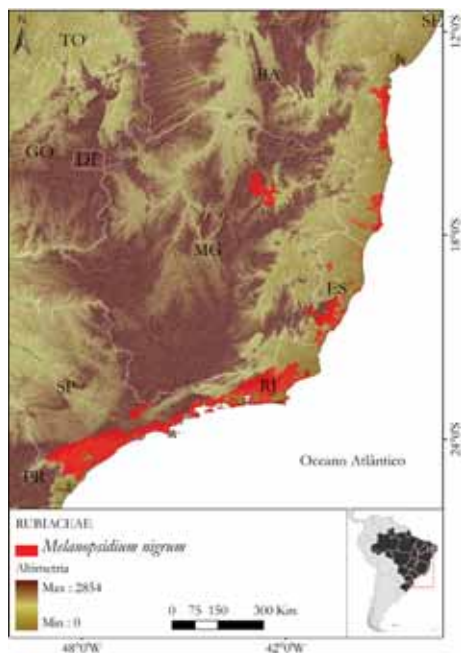 N
TO
SE
12°0'S
BA
GO
DF
18°0'S
MG
ES
SP
RJ
24°0'S
PR
Oceano Atlântico
RUBIACEAE
Melanopsidium nigrum
Altimetria
Max : 2854
Min : 0
0 75 150 300 Km
48°0'W 42°0'W